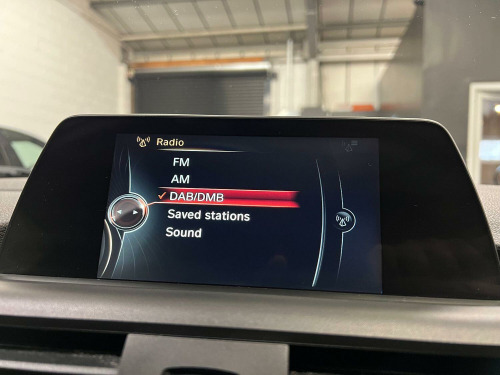 Radio
FM
AM
DAB/DMB
Saved stations
Sound